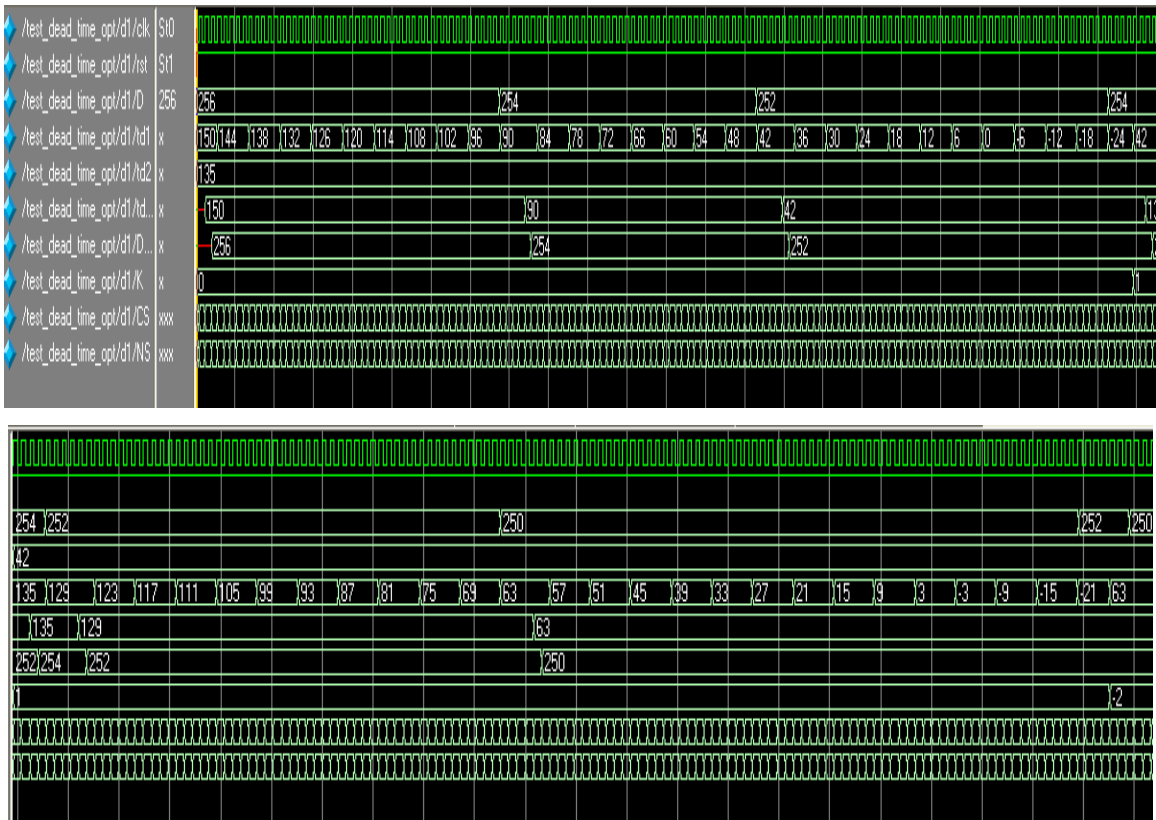 /test_dead_time_opt/d1/clk St0
/test_dead_time_opt/d1/rst St1
/test_dead_time_opt/d1/D 256 256 254 252 254
/test_dead_time_opt/d1/td1 x 150 144 138 132 126 120 114 108 102 96 90 84 78 72 66 60 54 48 42 36 30 24 18 12 6 0 -6 -12 -18 -24 42
/test_dead_time_opt/d1/td2 x 135
/test_dead_time_opt/d1/td... x 150 90 42
/test_dead_time_opt/d1/D... x 256 254 252
/test_dead_time_opt/d1/K x 0 1
/test_dead_time_opt/d1/CS xxx
/test_dead_time_opt/d1/NS xxx
254 252 250 252 250
42
135 129 123 117 111 105 99 93 87 81 75 69 63 57 51 45 39 33 27 21 15 9 3 -3 -9 -15 -21 63
135 129 63
252 254 252 250
1 -2